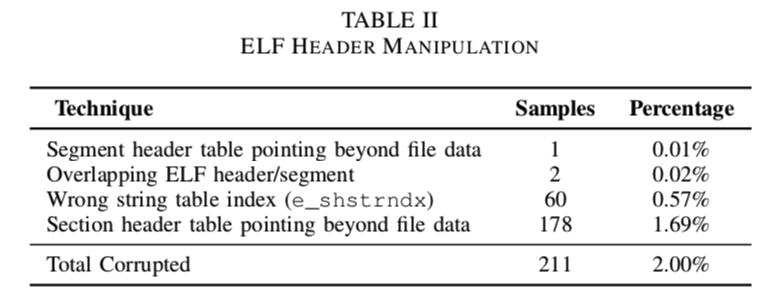 TABLE II
ELF HEADER MANIPULATION
Technique Samples Percentage
Segment header table pointing beyond file data 1 0.01%
Overlapping ELF header/segment 2 0.02%
Wrong string table index (e_shstrndx) 60 0.57%
Section header table pointing beyond file data 178 1.69%
Total Corrupted 211 2.00%